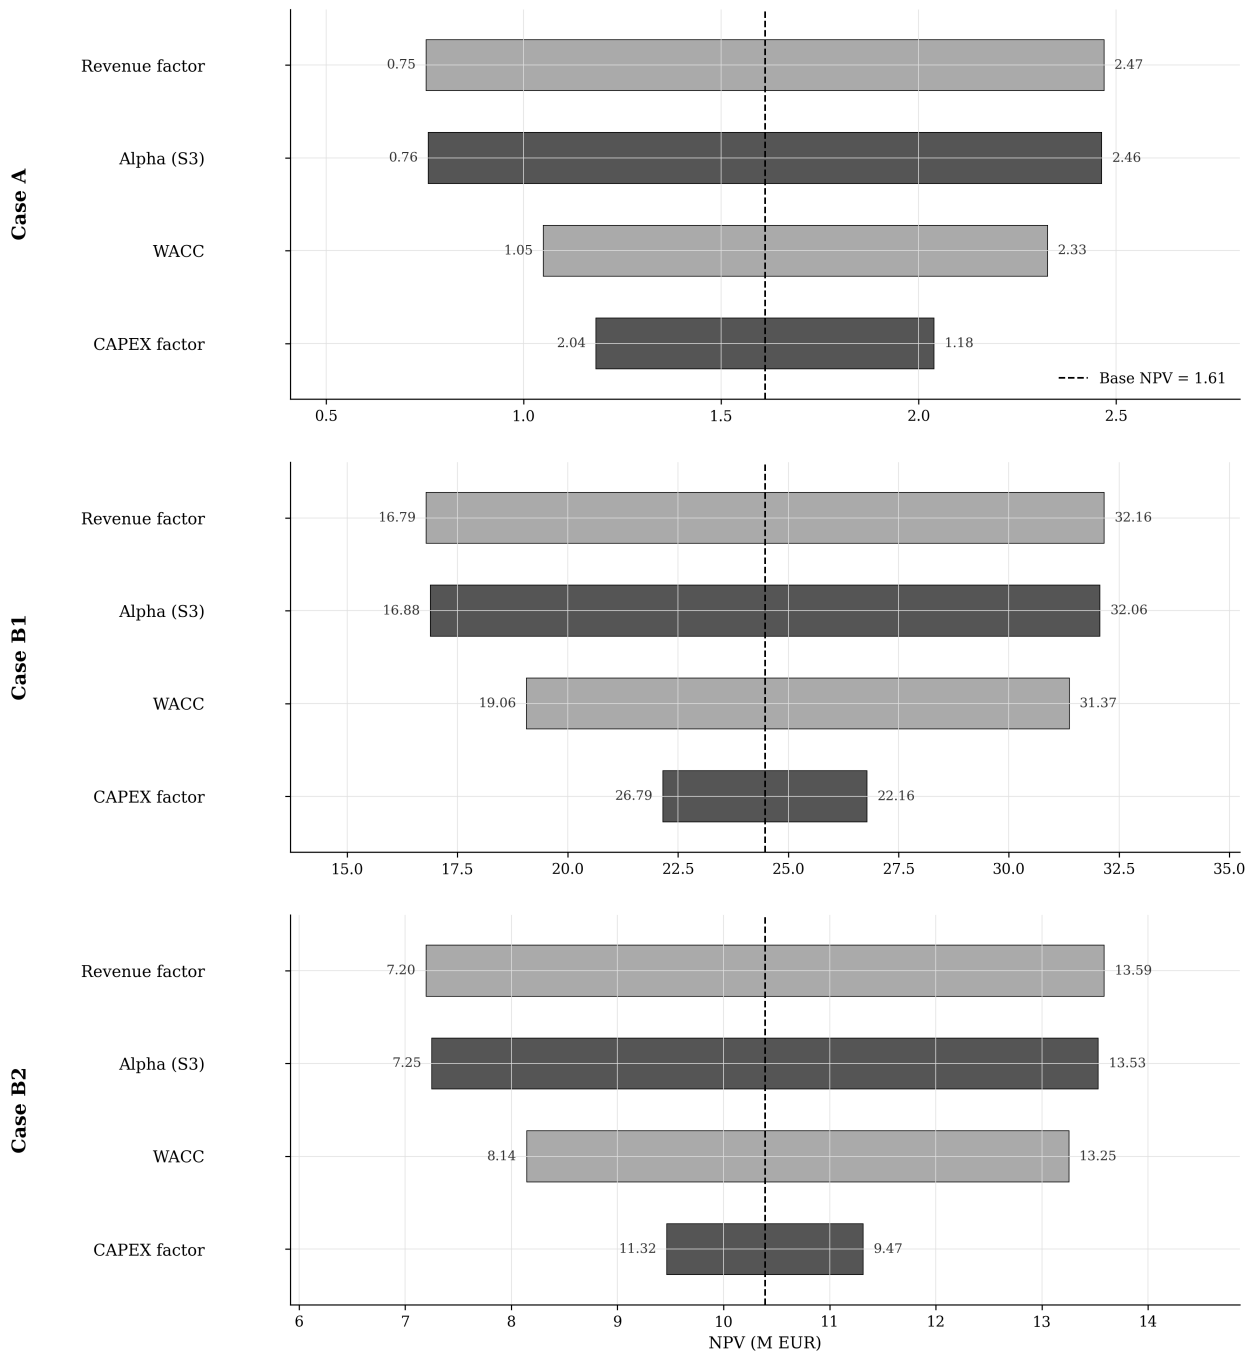 Case A
Revenue factor
0.75
2.47
Alpha (S3)
0.76
2.46
WACC
1.05
2.33
CAPEX factor
2.04
1.18
Base NPV = 1.61
0.5 1.0 1.5 2.0 2.5
Case B1
Revenue factor
16.79
32.16
Alpha (S3)
16.88
32.06
WACC
19.06
31.37
CAPEX factor
26.79
22.16
15.0 17.5 20.0 22.5 25.0 27.5 30.0 32.5 35.0
Case B2
Revenue factor
7.20
13.59
Alpha (S3)
7.25
13.53
WACC
8.14
13.25
CAPEX factor
11.32
9.47
6 7 8 9 10 11 12 13 14
NPV (M EUR)